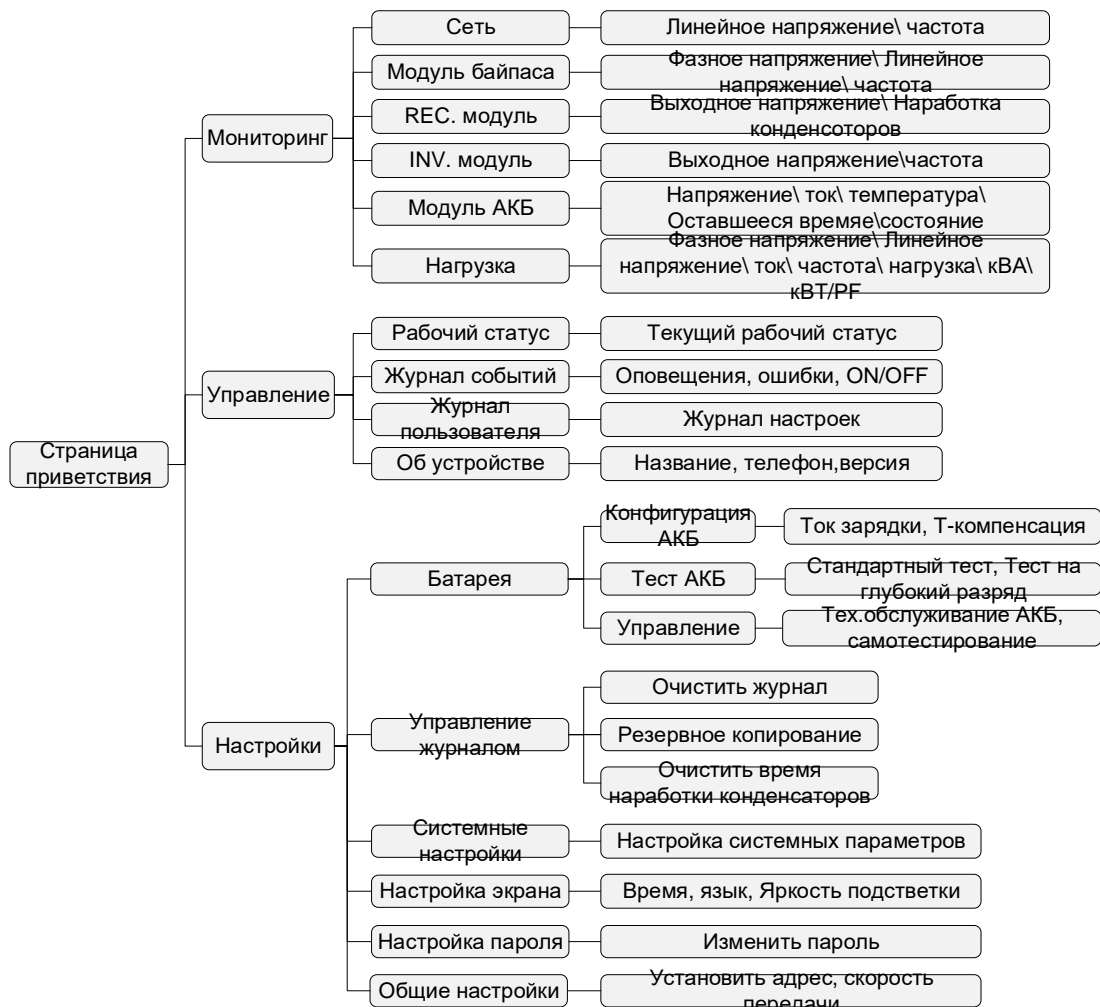 Страница
приветствия
Мониторинг
Сеть
Линейное напряжение\ частота
Модуль байпаса
Фазное напряжение\ Линейное
напряжение\ частота
REC. модуль
Выходное напряжение\ Наработка
конденсоторов
INV. модуль
Выходное напряжение\частота
Модуль АКБ
Напряжение\ ток\ температура\
Оставшееся времяе\состояние
Нагрузка
Фазное напряжение\ Линейное
напряжение\ ток\ частота\ нагрузка\ кВА\
кВТ/PF
Управление
Рабочий статус
Текущий рабочий статус
Журнал событий
Оповещения, ошибки, ON/OFF
Журнал
пользователя
Журнал настроек
Об устройстве
Название, телефон,версия
Настройки
Батарея
Конфигурация
АКБ
Ток зарядки, Т-компенсация
Тест АКБ
Стандартный тест, Тест на
глубокий разряд
Управление
Тех.обслуживание АКБ,
самотестирование
Управление
журналом
Очистить журнал
Резервное копирование
Очистить время
наработки конденсаторов
Системные
настройки
Настройка системных параметров
Настройка экрана
Время, язык, Яркость подстветки
Настройка пароля
Изменить пароль
Общие настройки
Установить адрес, скорость
передачи